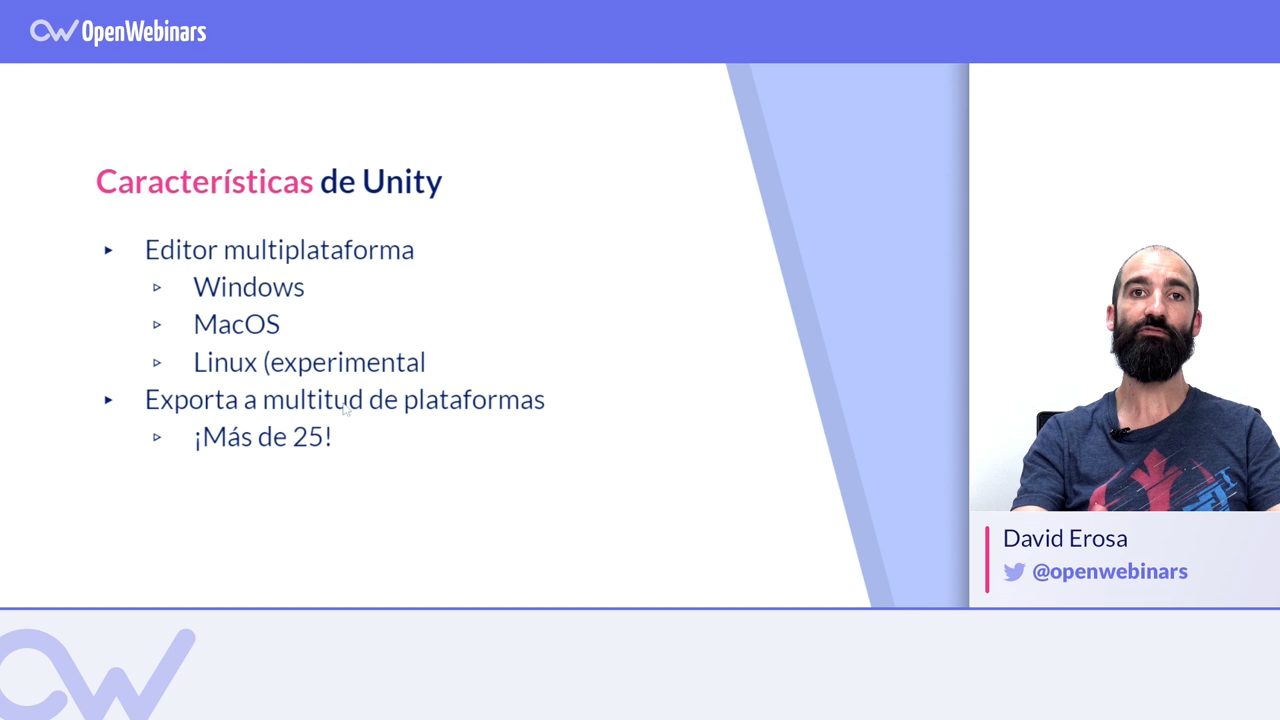 OpenWebinars
Características de Unity
Editor multiplataforma
Windows
MacOS
Linux (experimental
Exporta a multitud de plataformas
¡Más de 25!
David Erosa
@openwebinars